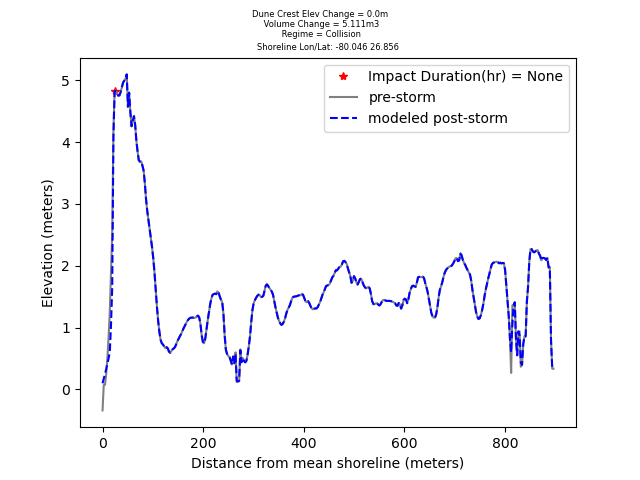 Dune Crest Elev Change = 0.0m
Volume Change = 5.111m3
Regime = Collision
Shoreline Lon/Lat: -80.046 26.856
Impact Duration(hr) = None
pre-storm
modeled post-storm
5
4
3
2
1
0
Elevation (meters)
0 200 400 600 800
Distance from mean shoreline (meters)